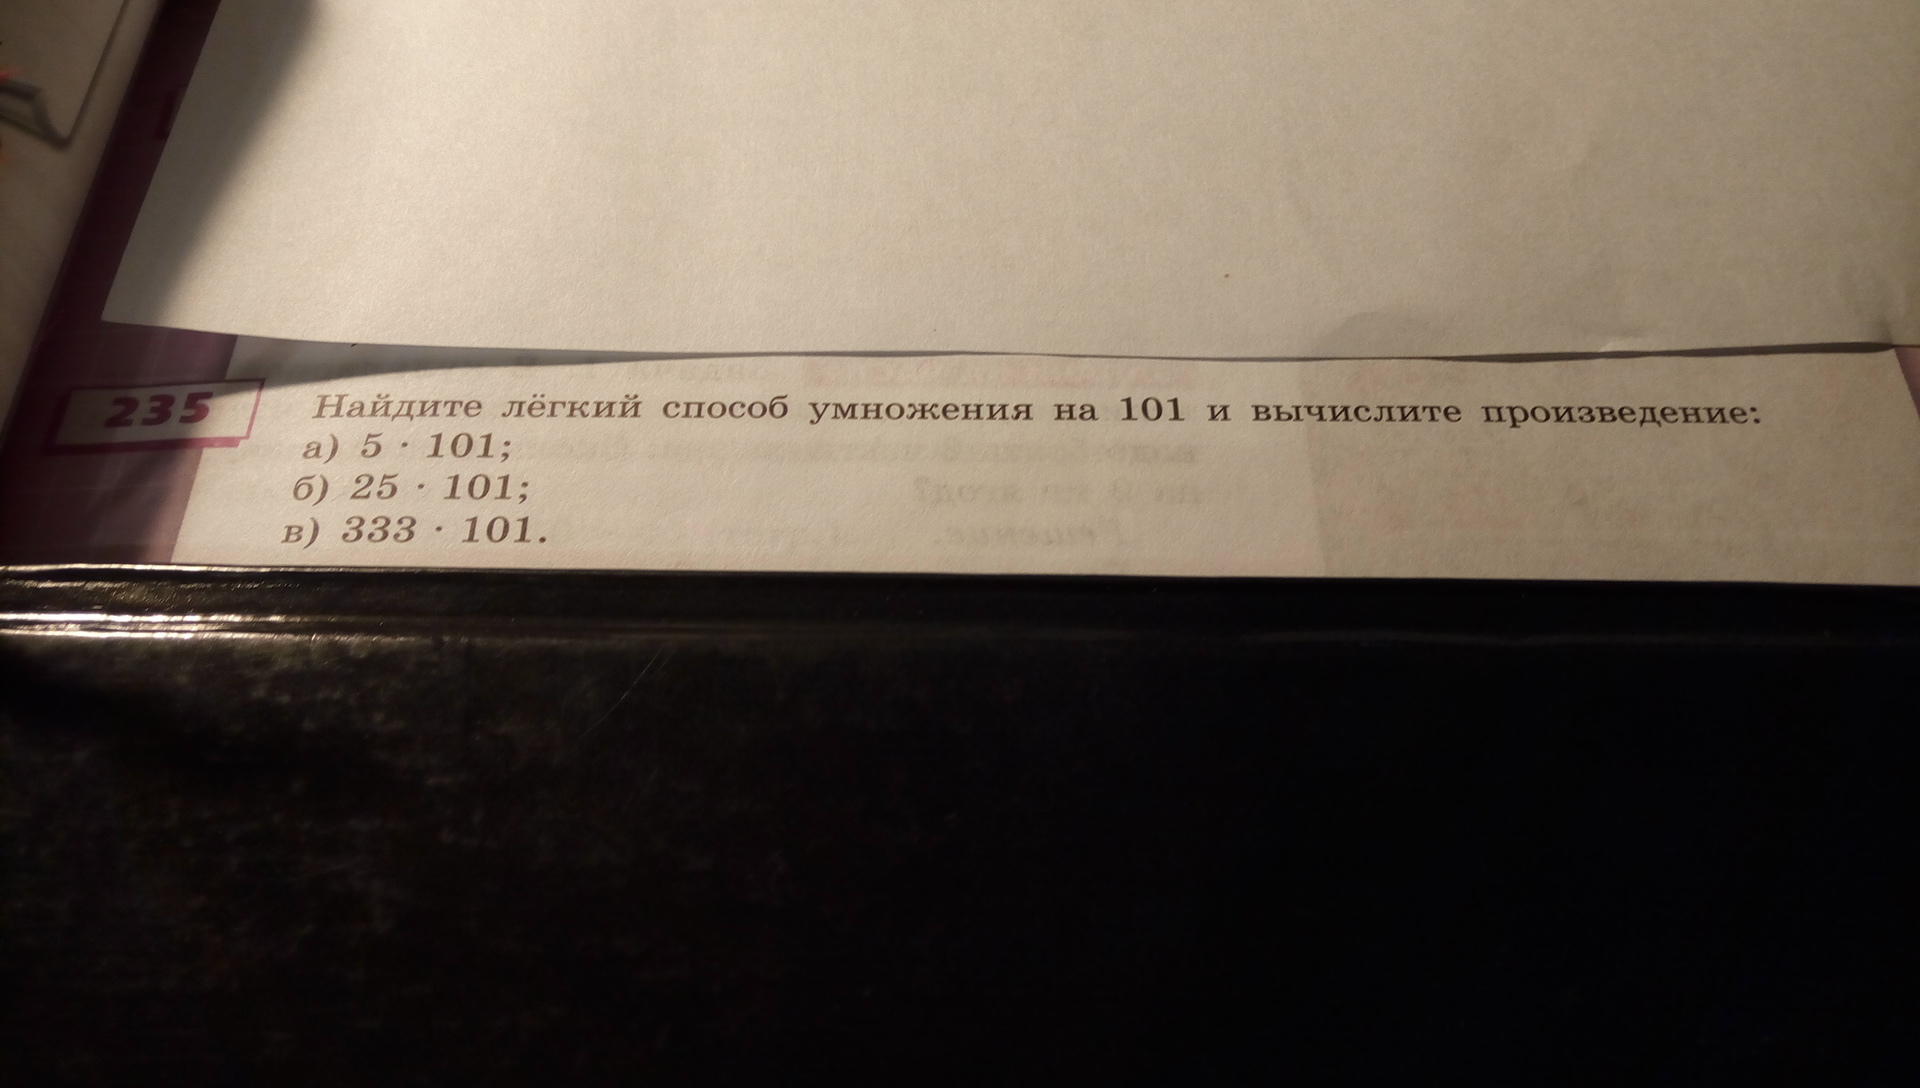 235 Найдите лёгкий способ умножения на 101 и вычислите произведение:
а) 5 · 101;
б) 25 · 101;
в) 333 · 101.